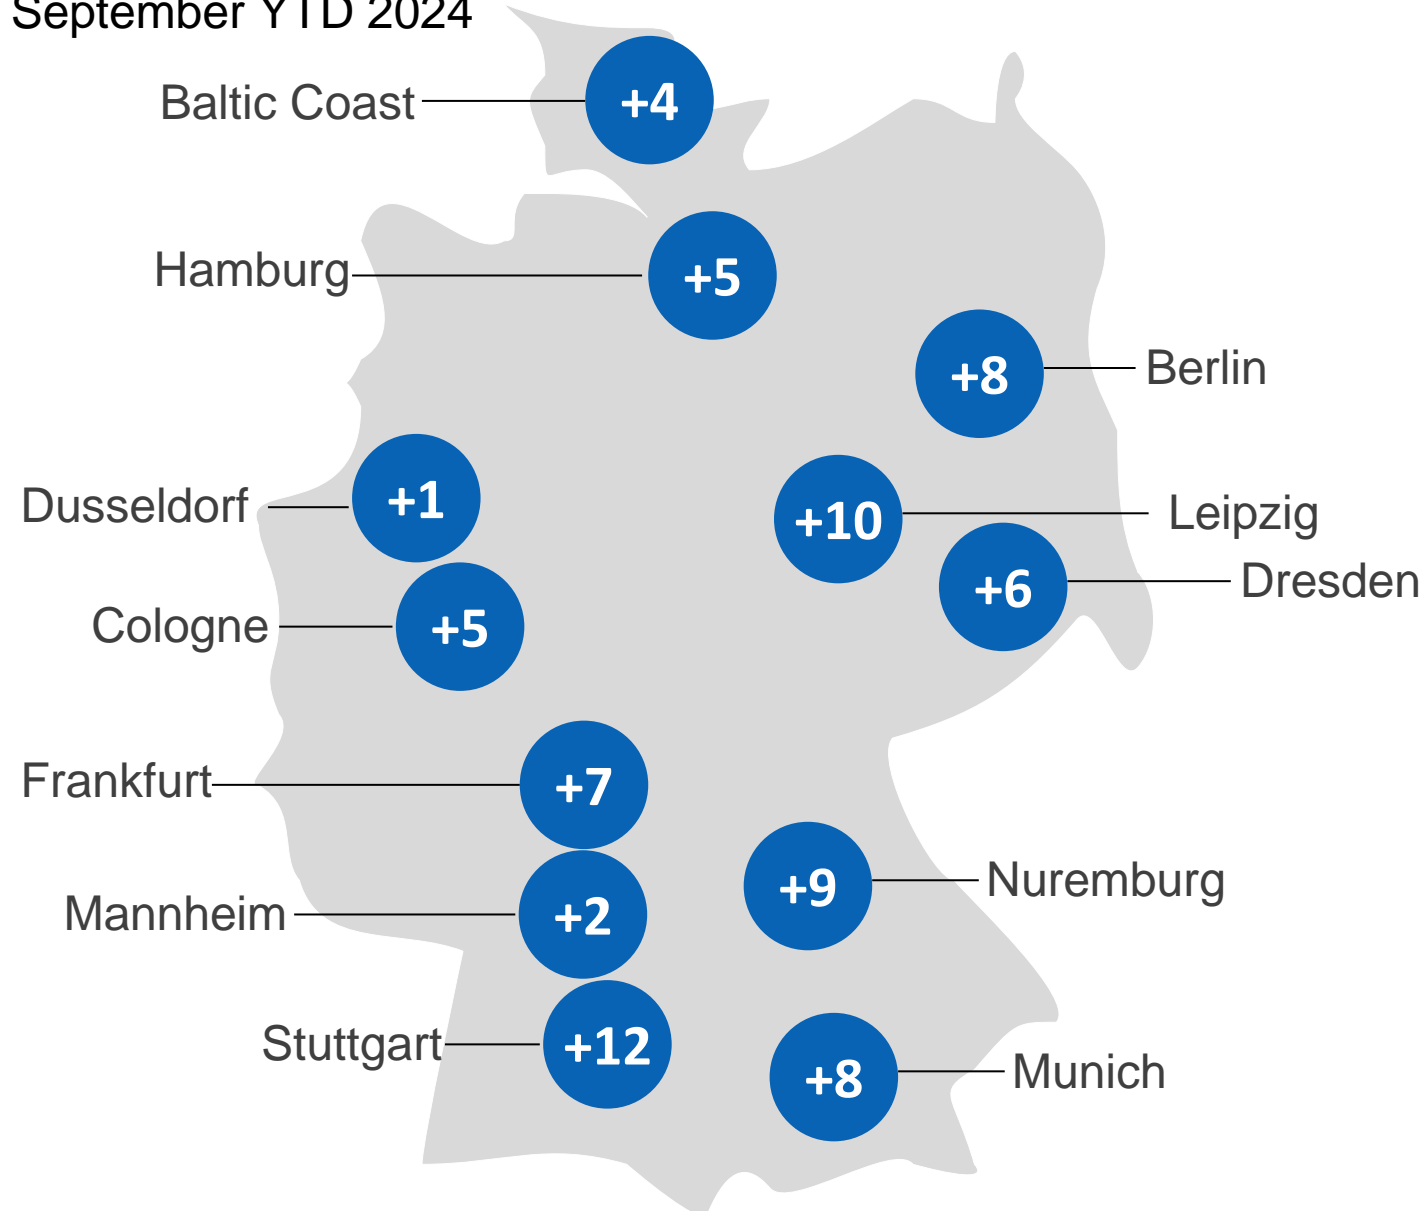 September YTD 2024
Baltic Coast
+4
Hamburg
+5
+8
Berlin
Dusseldorf
+1
+10
Leipzig
+6
Dresden
Cologne
+5
Frankfurt
+7
Mannheim
+2
+9
Nuremburg
Stuttgart
+12
+8
Munich